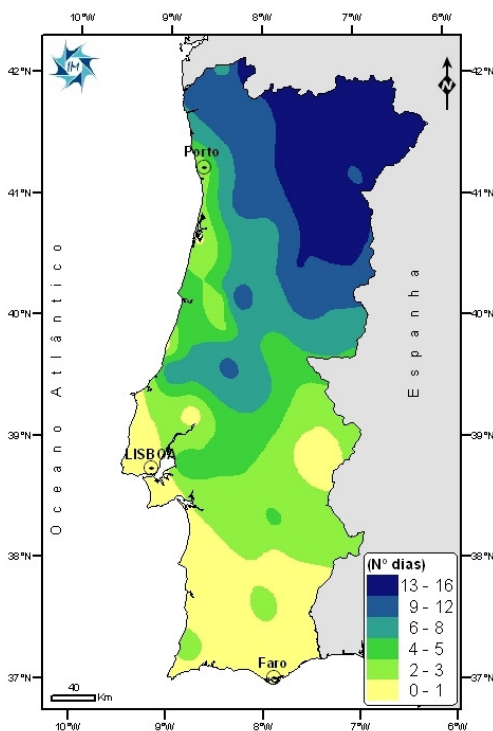 10°W 9°W 8°W 7°W 6°W
IM
N
42°N 42°N
Porto
41°N 41°N
Oceano Atlântico
Espanha
40°N 40°N
39°N 39°N
LISBOA
38°N 38°N
(Nº dias)
13 - 16
9 - 12
6 - 8
4 - 5
2 - 3
0 - 1
37°N 37°N
Faro
40
Km
10°W 9°W 8°W 7°W 6°W